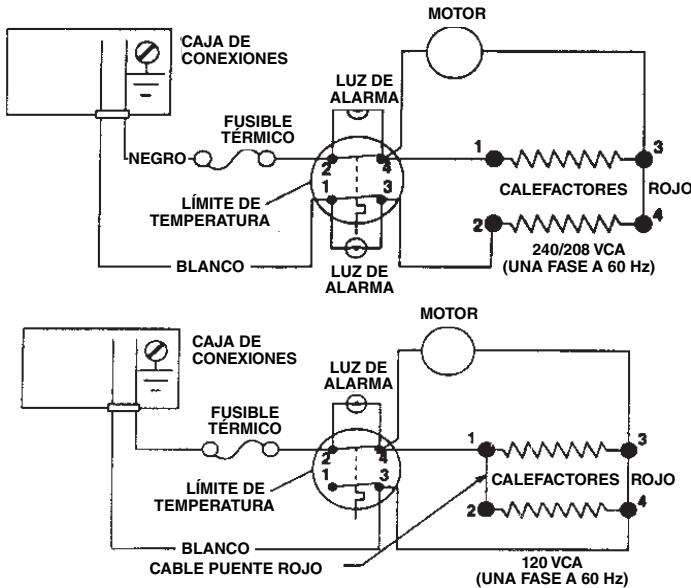 MOTOR
CAJA DE
CONEXIONES
LUZ DE
ALARMA
FUSIBLE
TÉRMICO
NEGRO
2
4
1
3
1
3
LÍMITE DE
TEMPERATURA
CALEFACTORES
ROJO
2
4
BLANCO
LUZ DE
ALARMA
240/208 VCA
(UNA FASE A 60 Hz)
MOTOR
CAJA DE
CONEXIONES
LUZ DE
ALARMA
FUSIBLE
TÉRMICO
2
4
1
3
1
3
LÍMITE DE
TEMPERATURA
CALEFACTORES
ROJO
2
4
BLANCO
CABLE PUENTE ROJO
120 VCA
(UNA FASE A 60 Hz)